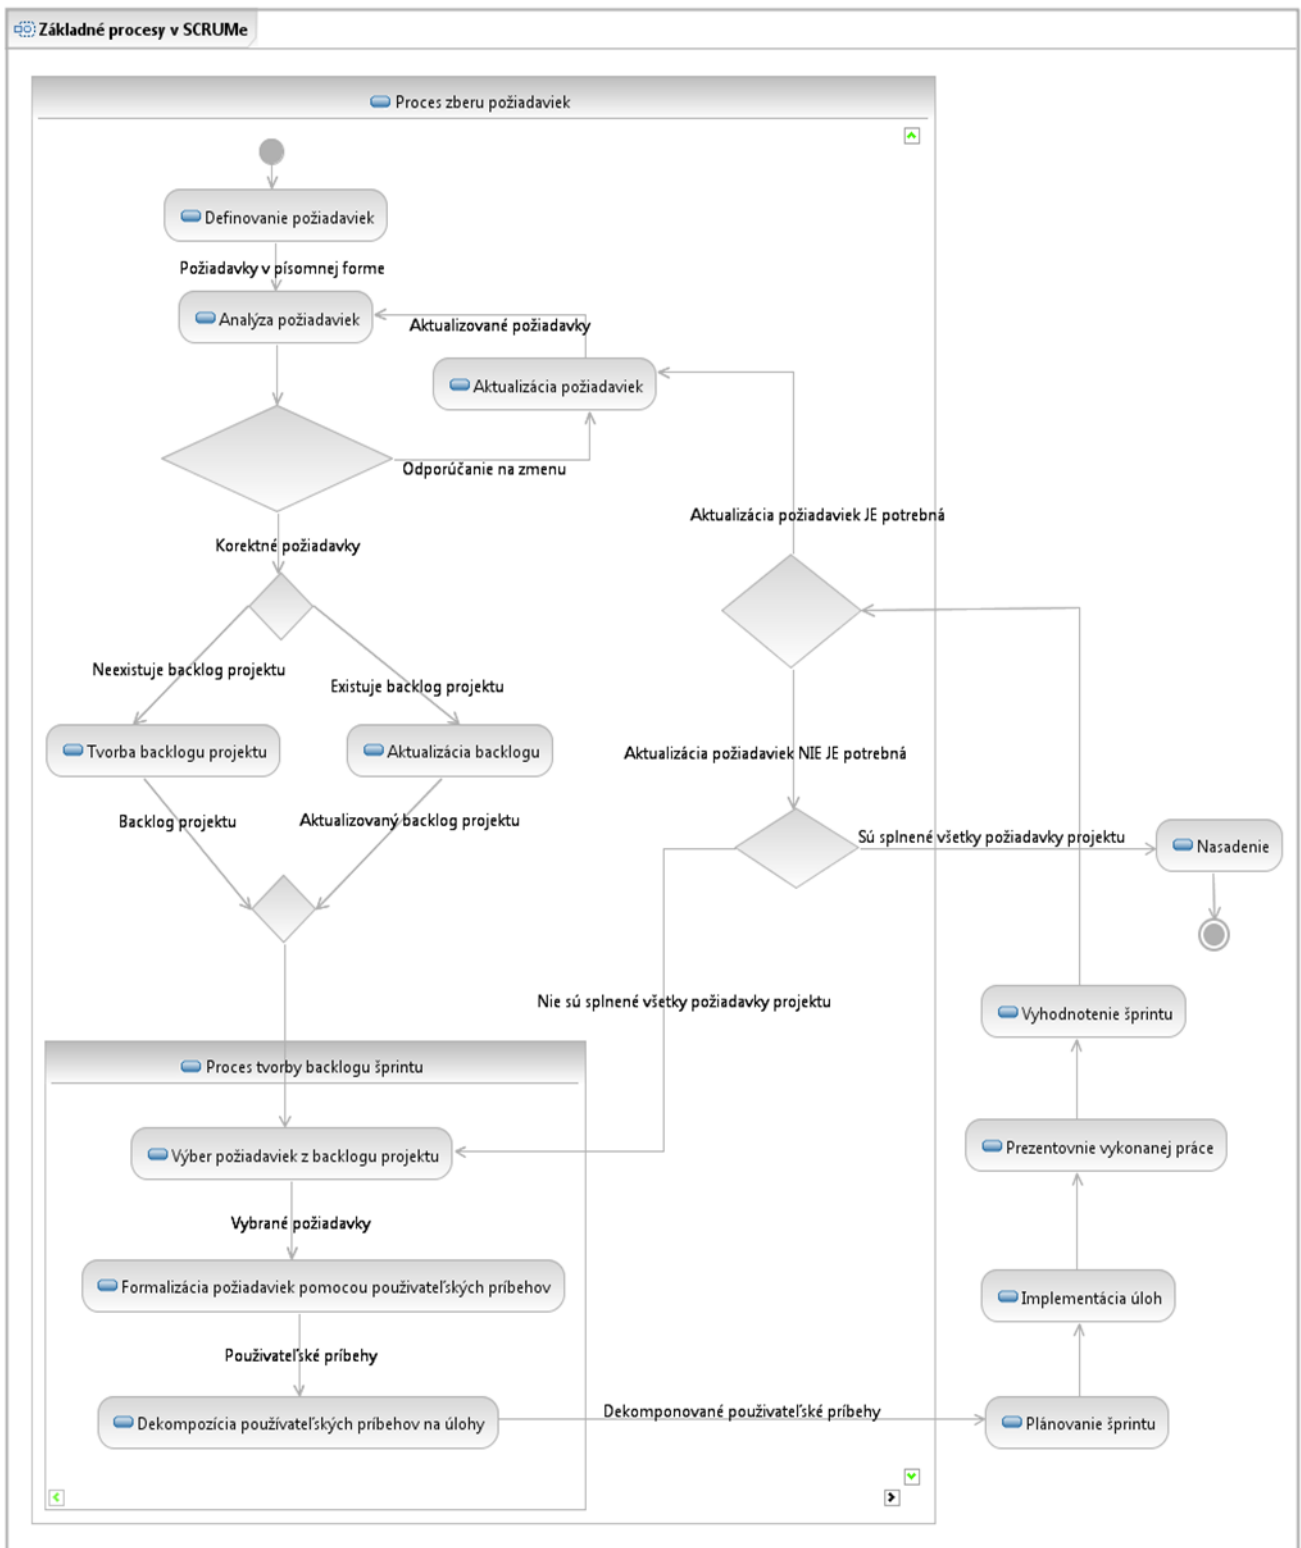 Základné procesy v SCRUMe
Proces zberu požiadaviek
Definovanie požiadaviek
Požiadavky v písomnej forme
Analýza požiadaviek
Aktualizované požiadavky
Aktualizácia požiadaviek
Odporúčanie na zmenu
Aktualizácia požiadaviek JE potrebná
Korektné požiadavky
Neexistuje backlog projektu
Existuje backlog projektu
Tvorba backlogu projektu
Aktualizácia backlogu
Aktualizácia požiadaviek NIE JE potrebná
Backlog projektu
Aktualizovaný backlog projektu
Sú splnené všetky požiadavky projektu
Nasadenie
Nie sú splnené všetky požiadavky projektu
Vyhodnotenie šprintu
Proces tvorby backlogu šprintu
Výber požiadaviek z backlogu projektu
Prezentovnie vykonanej práce
Vybrané požiadavky
Formalizácia požiadaviek pomocou použivateľských príbehov
Implementácia úloh
Použivateľské príbehy
Dekompozícia používateľských príbehov na úlohy
Dekomponované použivateľské príbehy
Plánovanie šprintu